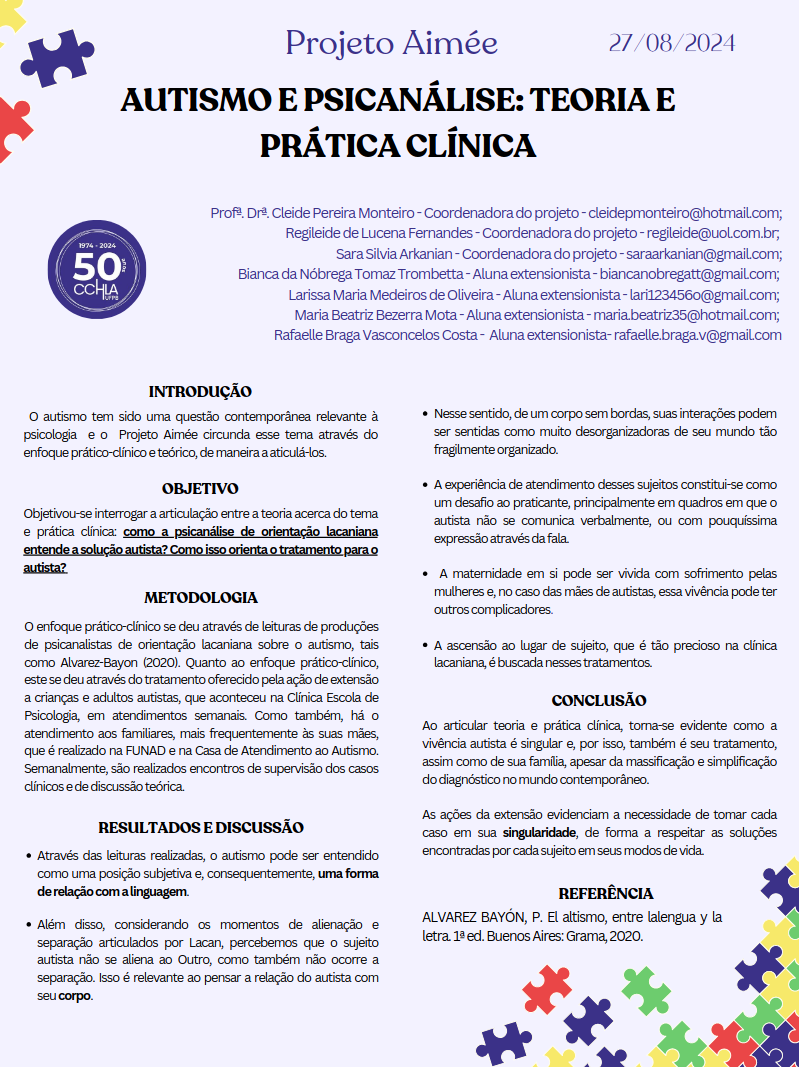 Projeto Aimée
27/08/2024
AUTISMO E PSICANÁLISE: TEORIA E
PRÁTICA CLÍNICA
Profª. Drª. Cleide Pereira Monteiro - Coordenadora do projeto - cleidepmonteiro@hotmail.com;
Regileide de Lucena Fernandes - Coordenadora do projeto - regileide@uol.com.br;
Sara Silvia Arkanian - Coordenadora do projeto - saraarkanian@gmail.com;
Bianca da Nóbrega Tomaz Trombetta - Aluna extensionista - biancanobregatt@gmail.com;
Larissa Maria Medeiros de Oliveira - Aluna extensionista - lari123456o@gmail.com;
Maria Beatriz Bezerra Mota - Aluna extensionista - maria.beatriz35@hotmail.com;
Rafaelle Braga Vasconcelos Costa - Aluna extensionista- rafaelle.braga.v@gmail.com
1974 - 2024
50
anos
CCHLA
UFPB
INTRODUÇÃO
O autismo tem sido uma questão contemporânea relevante à
psicologia e o Projeto Aimée circunda esse tema através do
enfoque prático-clínico e teórico, de maneira a aticulá-los.
OBJETIVO
Objetivou-se interrogar a articulação entre a teoria acerca do tema
e prática clínica: como a psicanálise de orientação lacaniana
entende a solução autista? Como isso orienta o tratamento para o
autista?
METODOLOGIA
O enfoque prático-clínico se deu através de leituras de produções
de psicanalistas de orientação lacaniana sobre o autismo, tais
como Alvarez-Bayon (2020). Quanto ao enfoque prático-clínico,
este se deu através do tratamento oferecido pela ação de extensão
a crianças e adultos autistas, que aconteceu na Clínica Escola de
Psicologia, em atendimentos semanais. Como também, há o
atendimento aos familiares, mais frequentemente às suas mães,
que é realizado na FUNAD e na Casa de Atendimento ao Autismo.
Semanalmente, são realizados encontros de supervisão dos casos
clínicos e de discussão teórica.
RESULTADOS E DISCUSSÃO
• Através das leituras realizadas, o autismo pode ser entendido
como uma posição subjetiva e, consequentemente, uma forma
de relação com a linguagem.
• Além disso, considerando os momentos de alienação e
separação articulados por Lacan, percebemos que o sujeito
autista não se aliena ao Outro, como também não ocorre a
separação. Isso é relevante ao pensar a relação do autista com
seu corpo.
• Nesse sentido, de um corpo sem bordas, suas interações podem
ser sentidas como muito desorganizadoras de seu mundo tão
fragilmente organizado.
• A experiência de atendimento desses sujeitos constitui-se como
um desafio ao praticante, principalmente em quadros em que o
autista não se comunica verbalmente, ou com pouquíssima
expressão através da fala.
• A maternidade em si pode ser vivida com sofrimento pelas
mulheres e, no caso das mães de autistas, essa vivência pode ter
outros complicadores.
• A ascensão ao lugar de sujeito, que é tão precioso na clínica
lacaniana, é buscada nesses tratamentos.
CONCLUSÃO
Ao articular teoria e prática clínica, torna-se evidente como a
vivência autista é singular e, por isso, também é seu tratamento,
assim como de sua família, apesar da massificação e simplificação
do diagnóstico no mundo contemporâneo.
As ações da extensão evidenciam a necessidade de tomar cada
caso em sua singularidade, de forma a respeitar as soluções
encontradas por cada sujeito em seus modos de vida.
REFERÊNCIA
ALVAREZ BAYÓN, P. El altismo, entre lalengua y la
letra. 1ª ed. Buenos Aires: Grama, 2020.